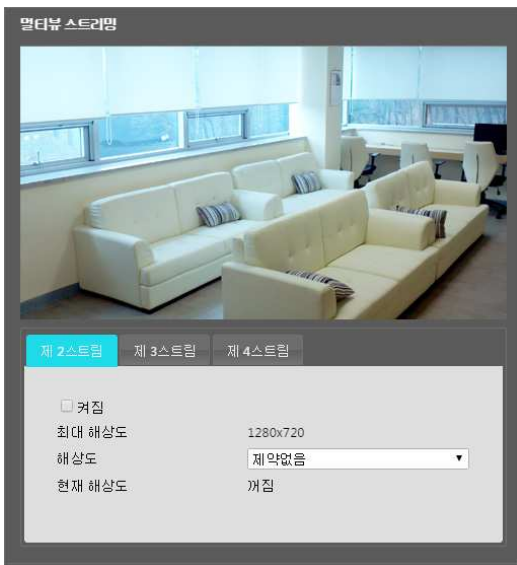 멀티뷰 스트리밍
제 2스트림 제 3스트림 제 4스트림
켜짐
최대 해상도 1280x720
해상도 제약없음
현재 해상도 꺼짐